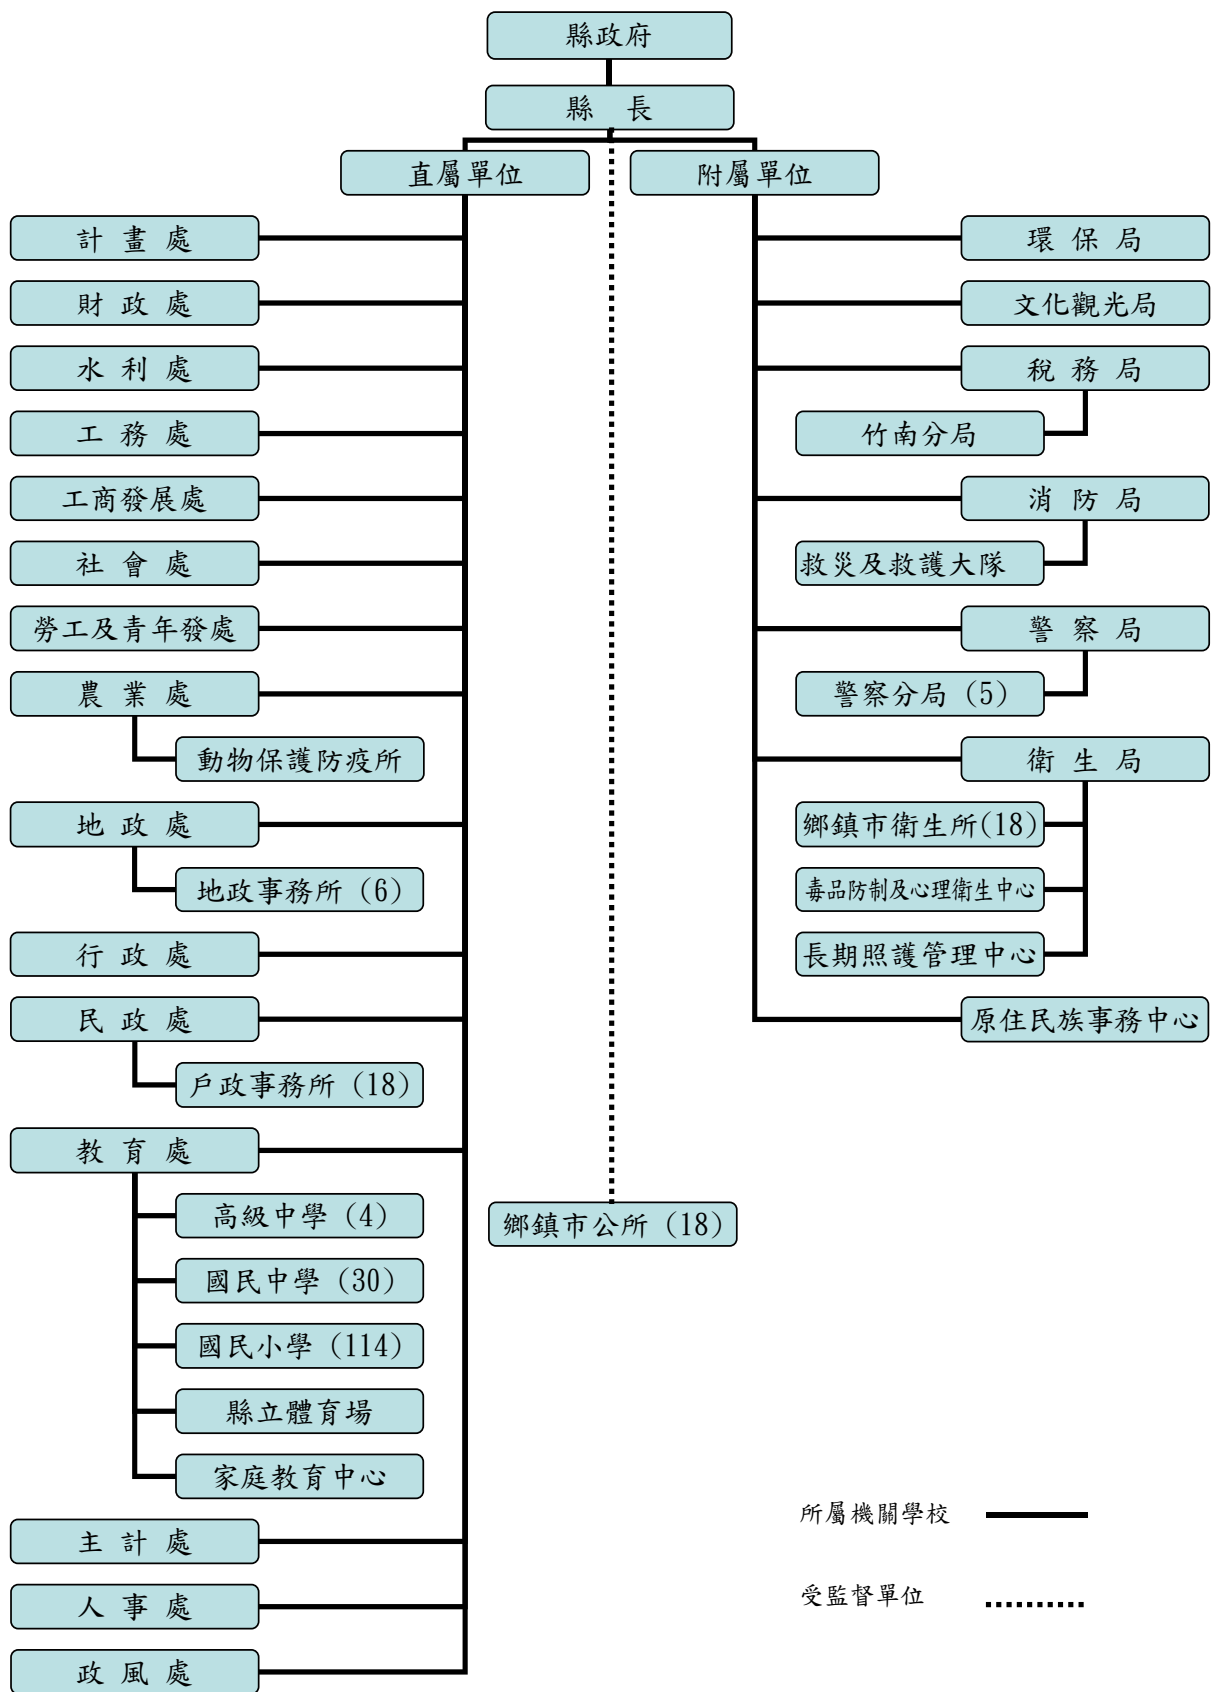 縣政府
縣 長
直屬單位
附屬單位
計 畫 處
財 政 處
水 利 處
工 務 處
工商發展處
社 會 處
勞工及青年發處
農 業 處
動物保護防疫所
地 政 處
地政事務所 (6)
行 政 處
民 政 處
戶政事務所 (18)
教 育 處
高級中學 (4)
國民中學 (30)
國民小學 (114)
縣立體育場
家庭教育中心
主 計 處
人 事 處
政 風 處
鄉鎮市公所 (18)
環 保 局
文化觀光局
稅 務 局
竹南分局
消 防 局
救災及救護大隊
警 察 局
警察分局 (5)
衛 生 局
鄉鎮市衛生所(18)
毒品防制及心理衛生中心
長期照護管理中心
原住民族事務中心
所屬機關學校
受監督單位